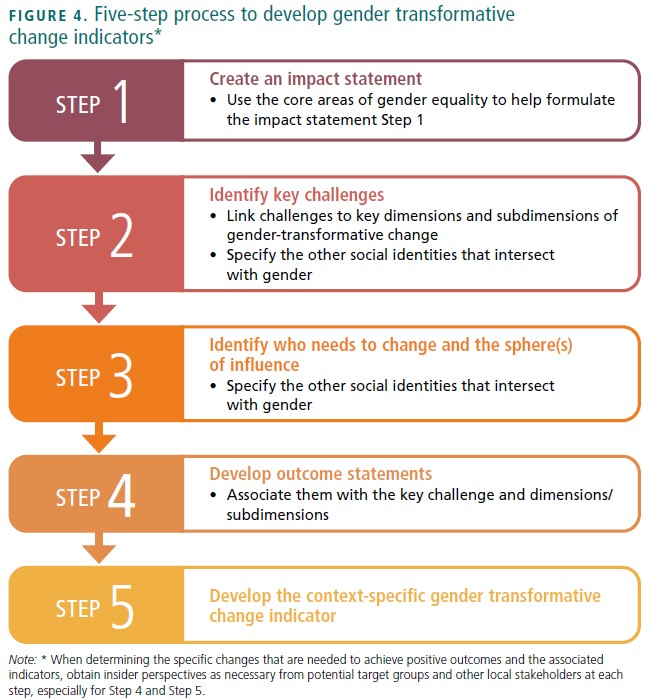 FIGURE 4. Five-step process to develop gender transformative
change indicators*
STEP 1
Create an impact statement
• Use the core areas of gender equality to help formulate
the impact statement Step 1
STEP 2
Identify key challenges
• Link challenges to key dimensions and subdimensions of
gender-transformative change
• Specify the other social identities that intersect
with gender
STEP 3
Identify who needs to change and the sphere(s)
of influence
• Specify the other social identities that intersect
with gender
STEP 4
Develop outcome statements
• Associate them with the key challenge and dimensions/
subdimensions
STEP 5
Develop the context-specific gender transformative
change indicator
Note: * When determining the specific changes that are needed to achieve positive outcomes and the associated
indicators, obtain insider perspectives as necessary from potential target groups and other local stakeholders at each
step, especially for Step 4 and Step 5.